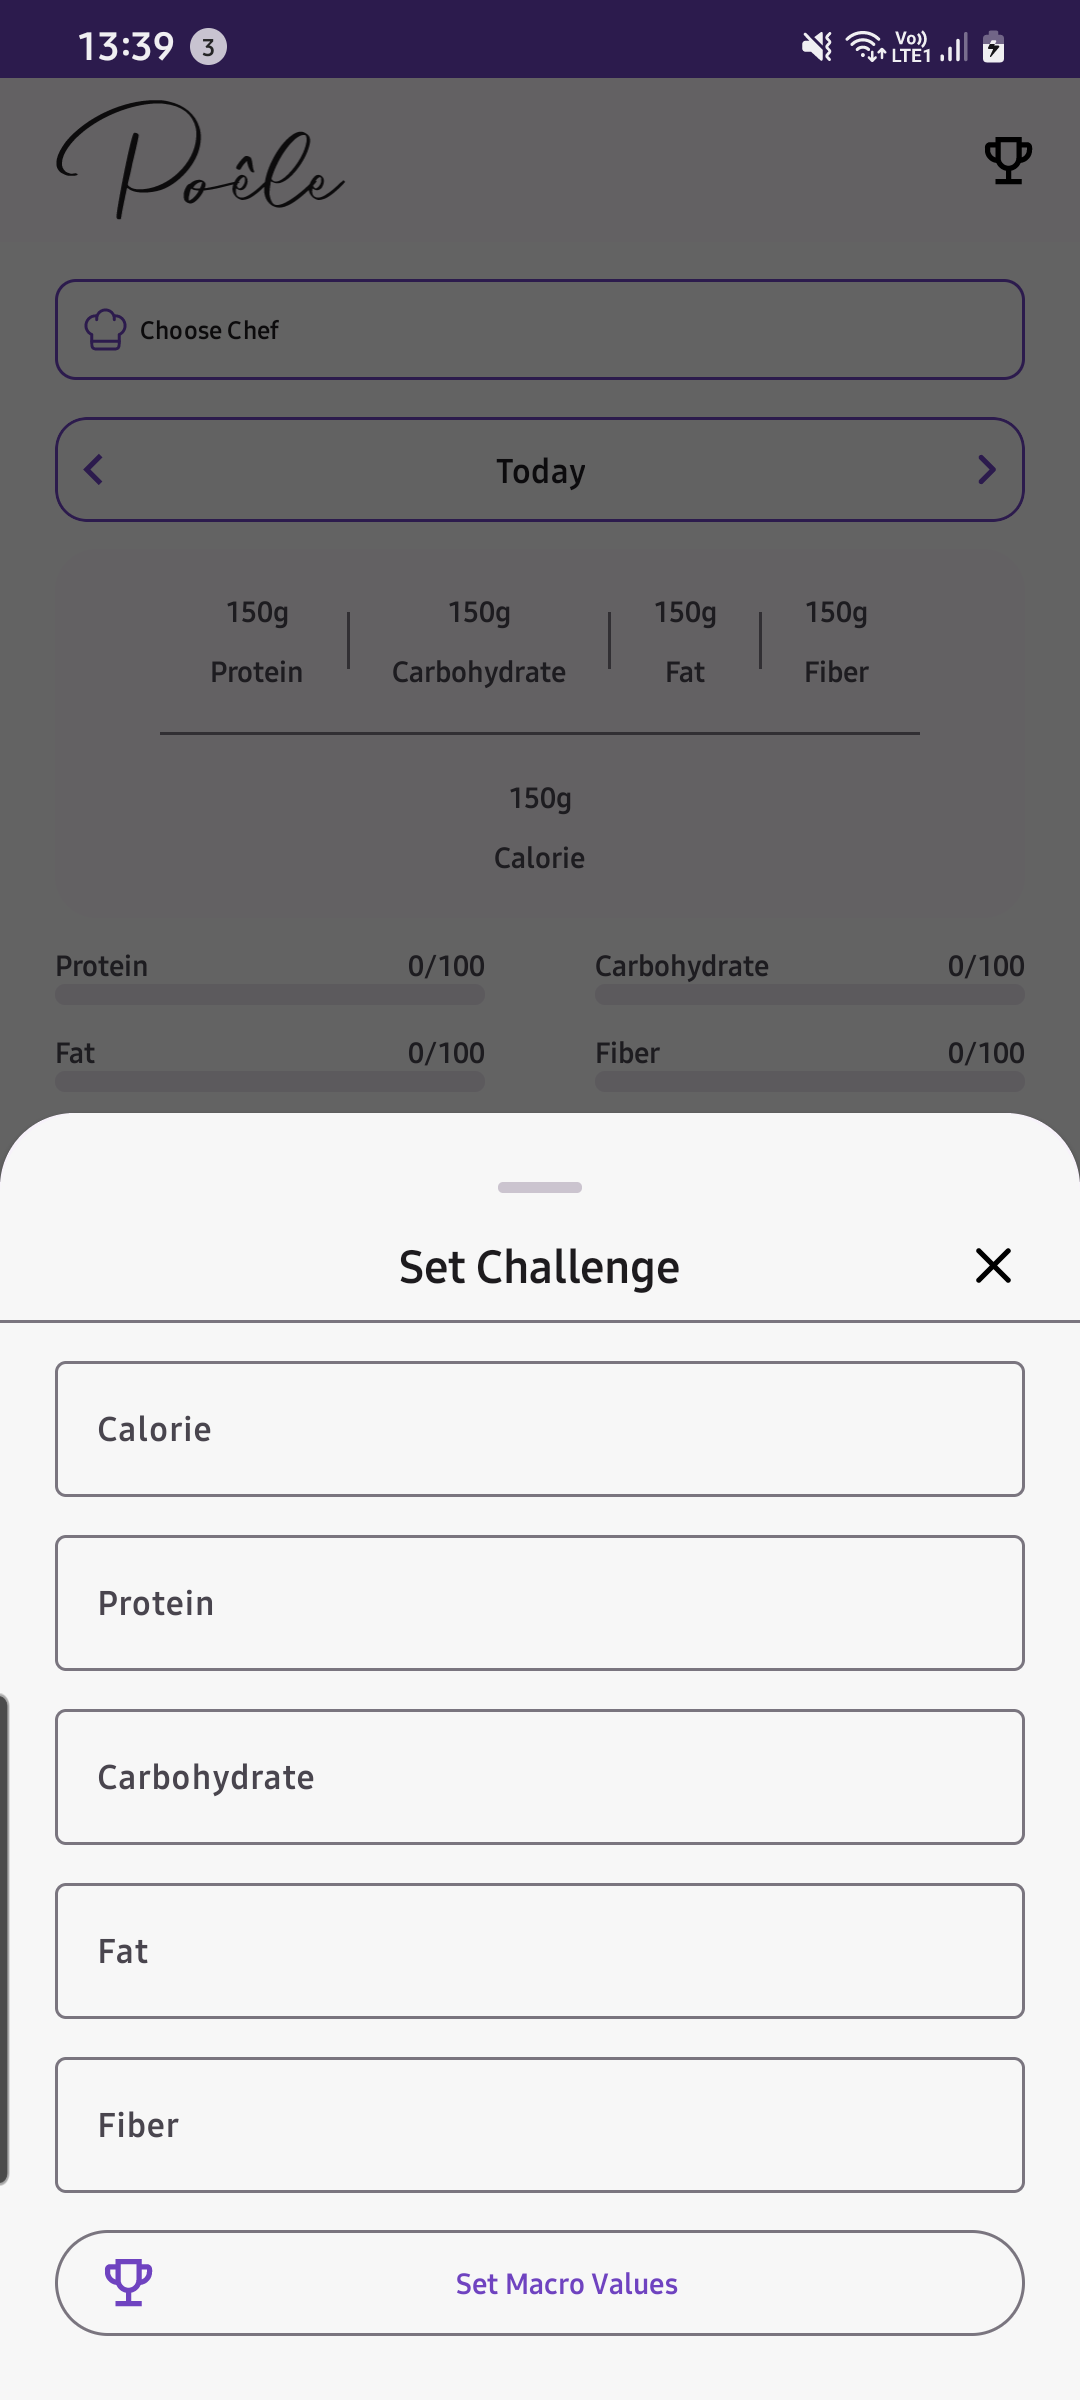 13:39 3 Vo)) LTE1
Poêle
Choose Chef
Today
150g 150g 150g 150g
Protein Carbohydrate Fat Fiber
150g
Calorie
Protein 0/100 Carbohydrate 0/100
Fat 0/100 Fiber 0/100
Set Challenge
Calorie
Protein
Carbohydrate
Fat
Fiber
Set Macro Values